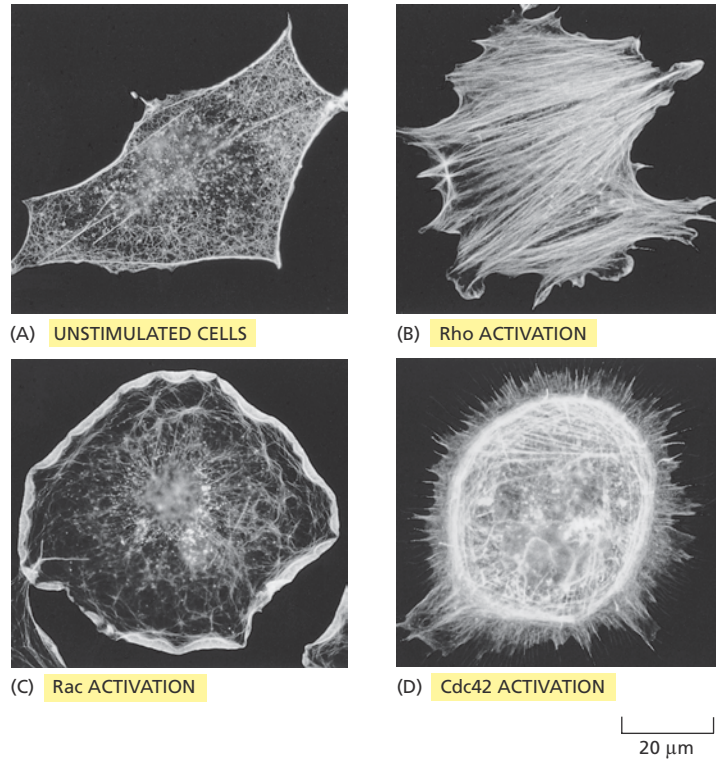 (A) UNSTIMULATED CELLS
(B) Rho ACTIVATION
(C) Rac ACTIVATION
(D) Cdc42 ACTIVATION
20 μm